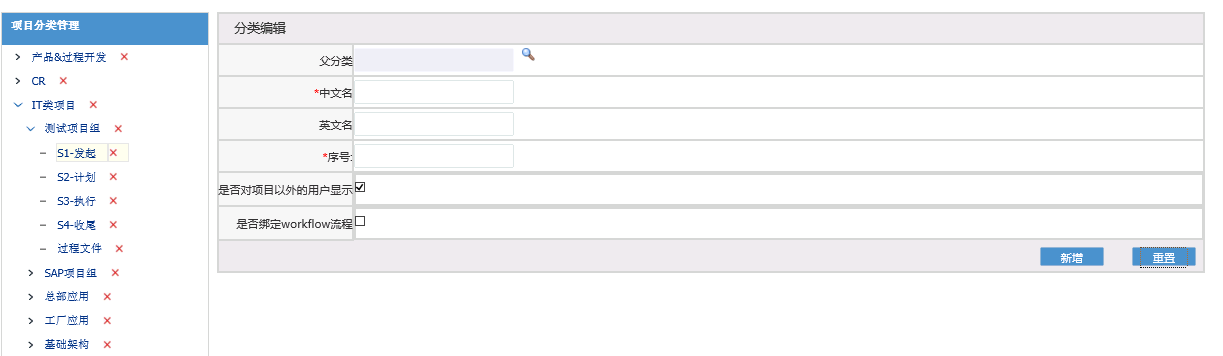 项目分类管理
产品&过程开发
CR
IT类项目
测试项目组
S1-发起
S2-计划
S3-执行
S4-收尾
过程文件
SAP项目组
总部应用
工厂应用
基础架构
分类编辑
父分类
*中文名
英文名
*序号:
是否对项目以外的用户显示
是否绑定workflow流程
新增
重置